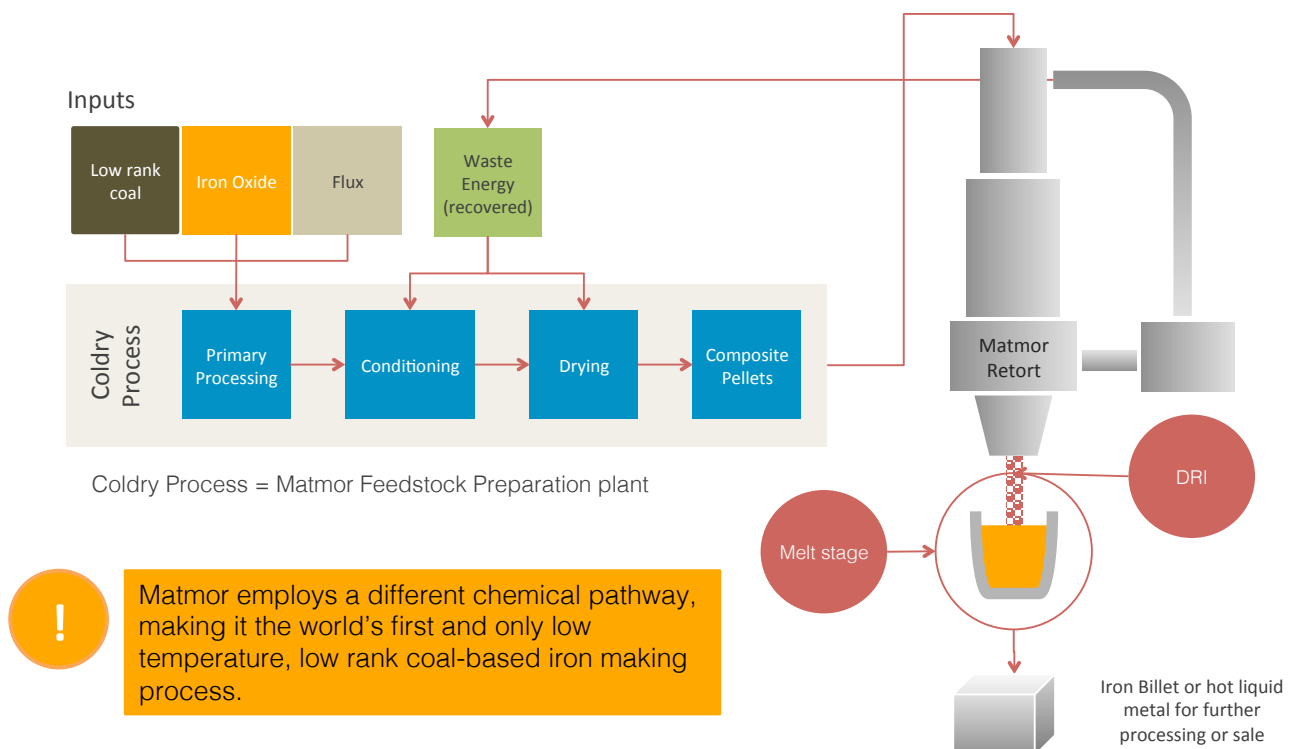 Inputs
Low rank
coal
Iron Oxide
Flux
Waste
Energy
(recovered)
Coldry
Process
Primary
Processing
Conditioning
Drying
Composite
Pellets
Matmor
Retort
Coldry Process = Matmor Feedstock Preparation plant
DRI
Melt stage
!
Matmor employs a different chemical pathway,
making it the world’s first and only low
temperature, low rank coal-based iron making
process.
Iron Billet or hot liquid
metal for further
processing or sale